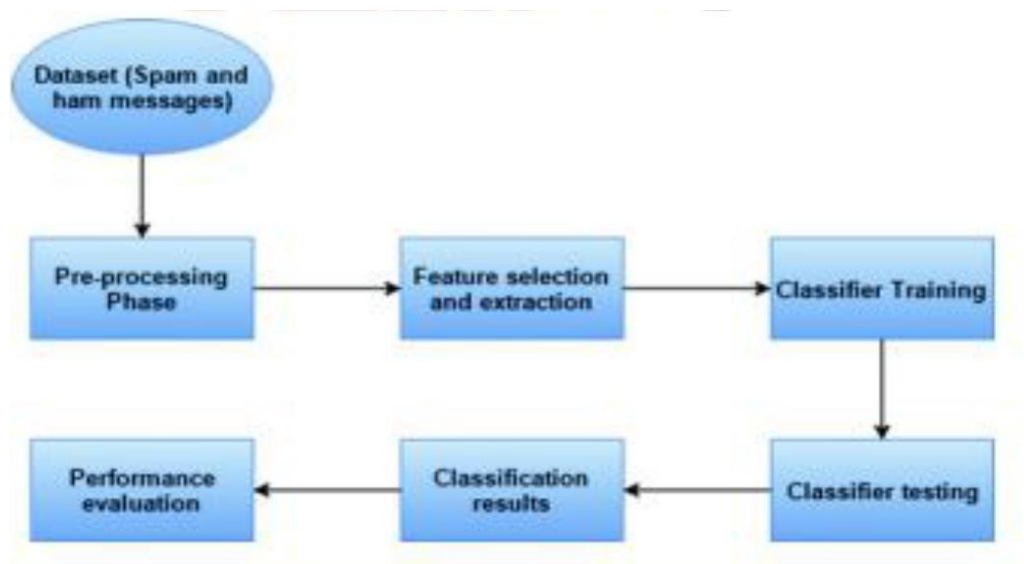 Dataset (Spam and
ham messages)
Pre-processing
Phase
Feature selection
and extraction
Classifier Training
Performance
evaluation
Classification
results
Classifier testing